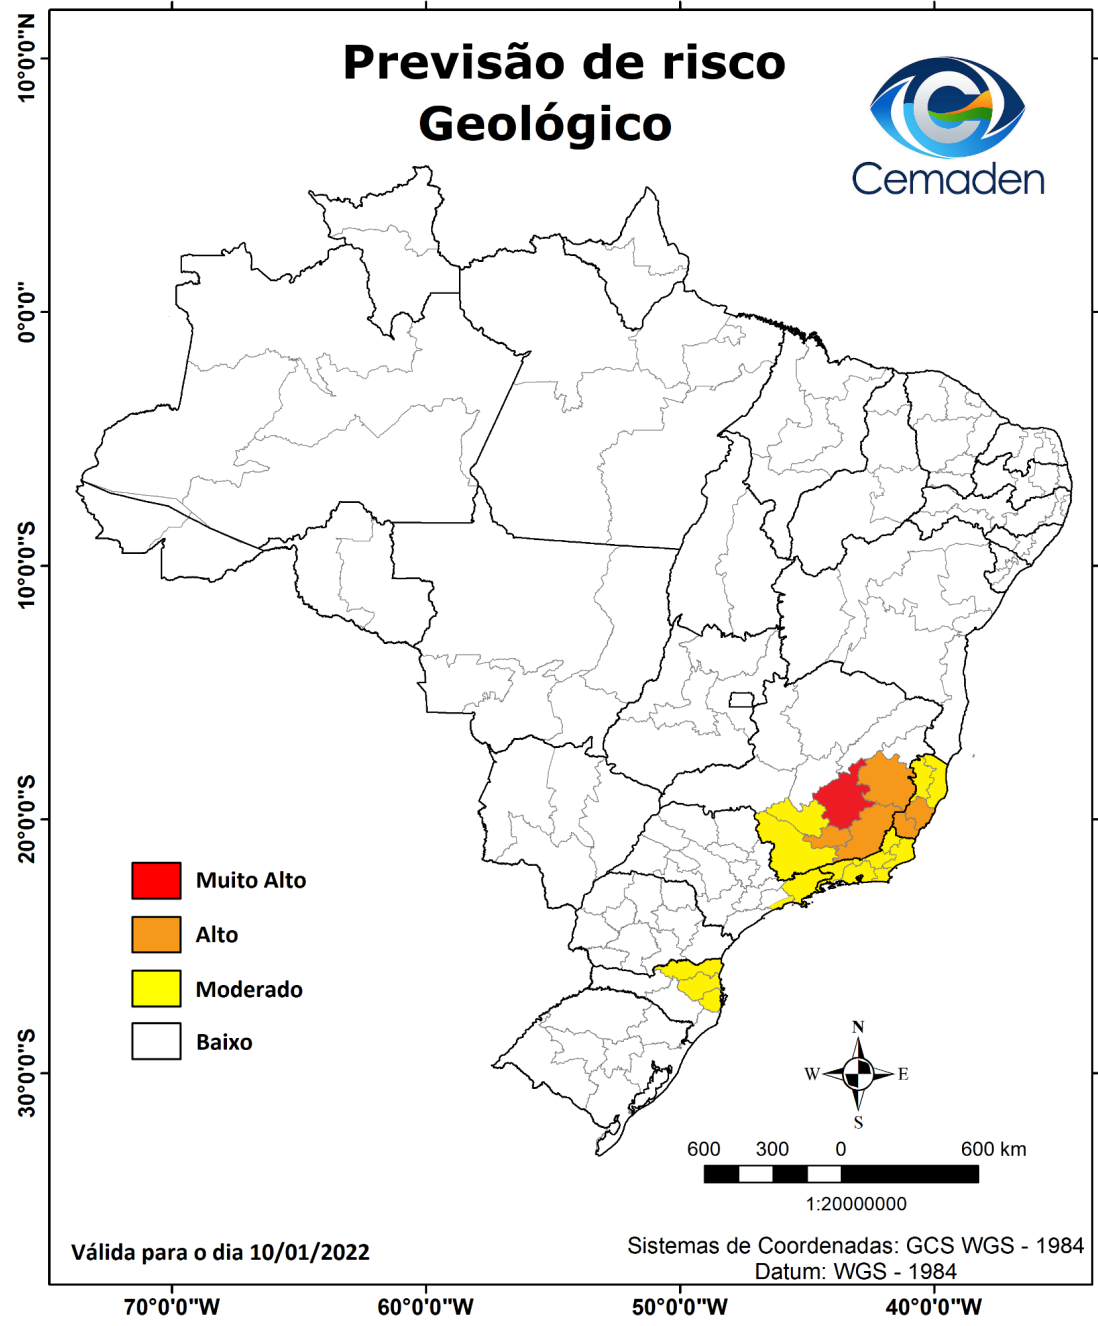 Previsão de risco
Geológico
Cemaden
10°0'0"N
0°0'0"
10°0'0"S
20°0'0"S
30°0'0"S
Muito Alto
Alto
Moderado
Baixo
N
W
E
S
600 300 0 600 km
1:20000000
Válida para o dia 10/01/2022
Sistemas de Coordenadas: GCS WGS - 1984
Datum: WGS - 1984
70°0'0"W 60°0'0"W 50°0'0"W 40°0'0"W